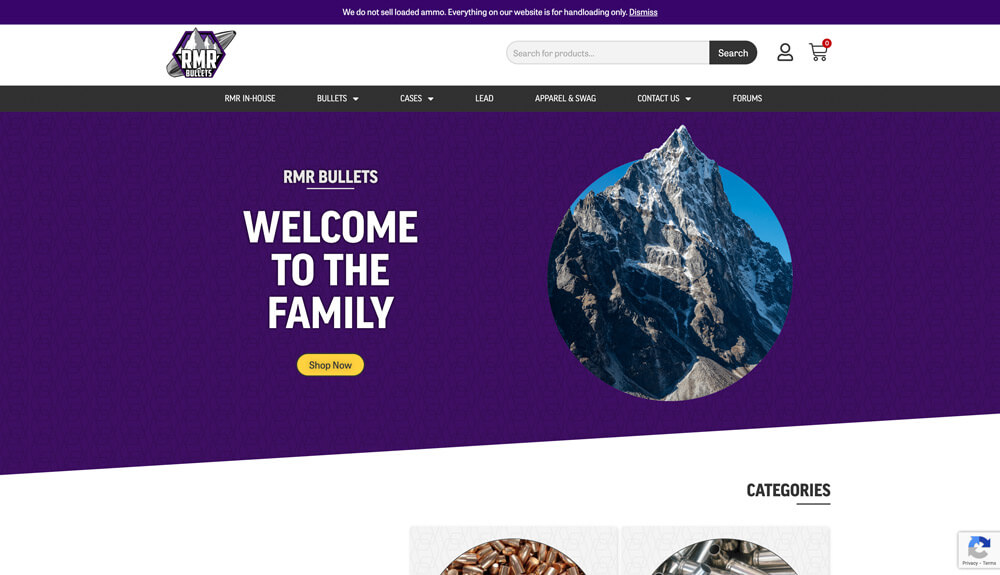 We do not sell loaded ammo. Everything on our website is for handloading only. Dismiss
RMR
BULLETS
Search for products...
Search
0
RMR IN-HOUSE
BULLETS
CASES
LEAD
APPAREL & SWAG
CONTACT US
FORUMS
RMR BULLETS
WELCOME
TO THE
FAMILY
Shop Now
CATEGORIES
Privacy - Terms